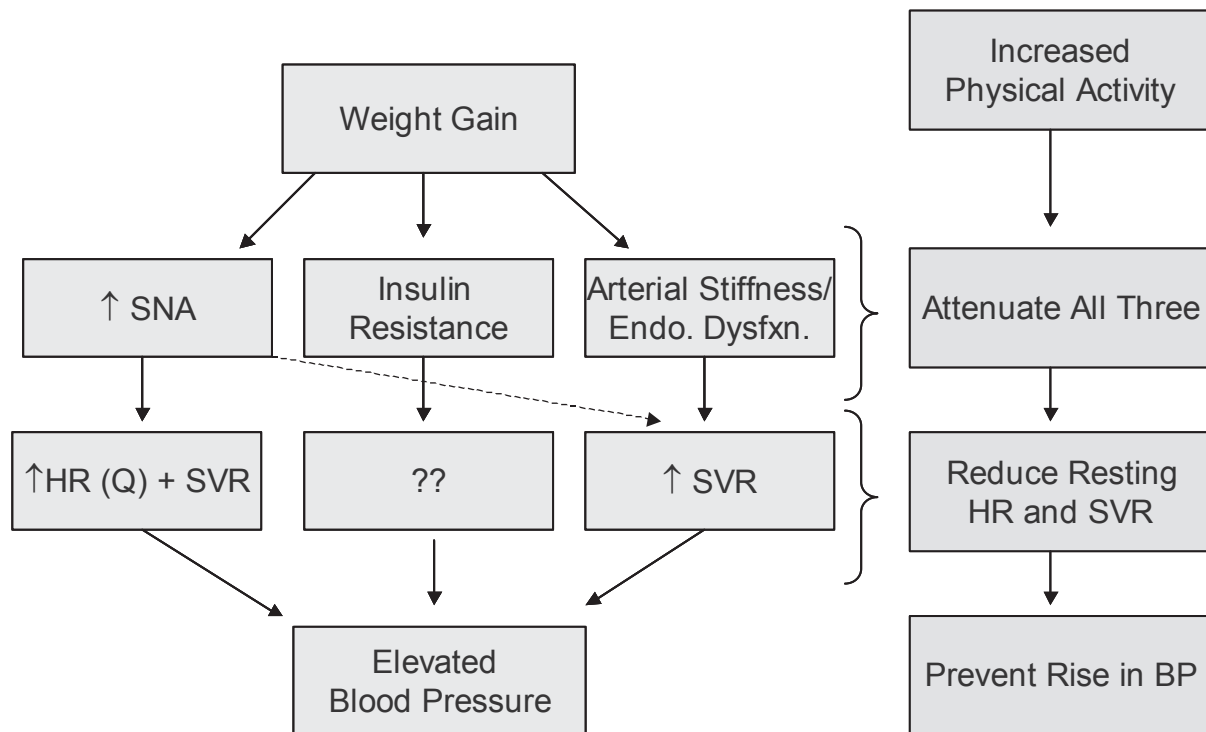 Weight Gain
↑ SNA
Insulin
Resistance
Arterial Stiffness/
Endo. Dysfxn.
↑HR (Q) + SVR
??
↑ SVR
Elevated
Blood Pressure
Increased
Physical Activity
Attenuate All Three
Reduce Resting
HR and SVR
Prevent Rise in BP